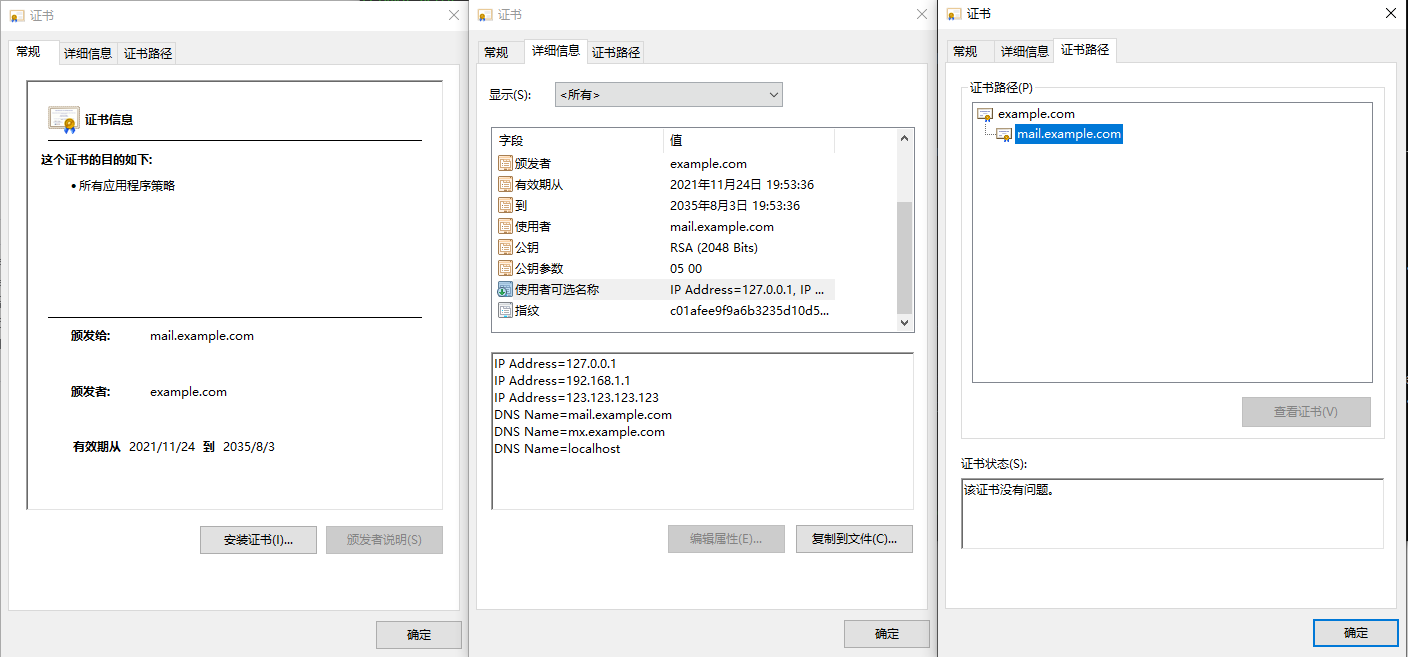 证书
常规
详细信息
证书路径
证书信息
这个证书的目的如下:
• 所有应用程序策略
颁发给: mail.example.com
颁发者: example.com
有效期从 2021/11/24 到 2035/8/3
安装证书(I)...
颁发者说明(S)
确定
证书
常规
详细信息
证书路径
显示(S): <所有>
字段 值
颁发者 example.com
有效期从 2021年11月24日 19:53:36
到 2035年8月3日 19:53:36
使用者 mail.example.com
公钥 RSA (2048 Bits)
公钥参数 05 00
使用者可选名称 IP Address=127.0.0.1, IP ...
指纹 c01afee9f9a6b3235d10d5...
IP Address=127.0.0.1
IP Address=192.168.1.1
IP Address=123.123.123.123
DNS Name=mail.example.com
DNS Name=mx.example.com
DNS Name=localhost
编辑属性(E)...
复制到文件(C)...
确定
证书
常规
详细信息
证书路径
证书路径(P)
example.com
mail.example.com
查看证书(V)
证书状态(S):
该证书没有问题。
确定